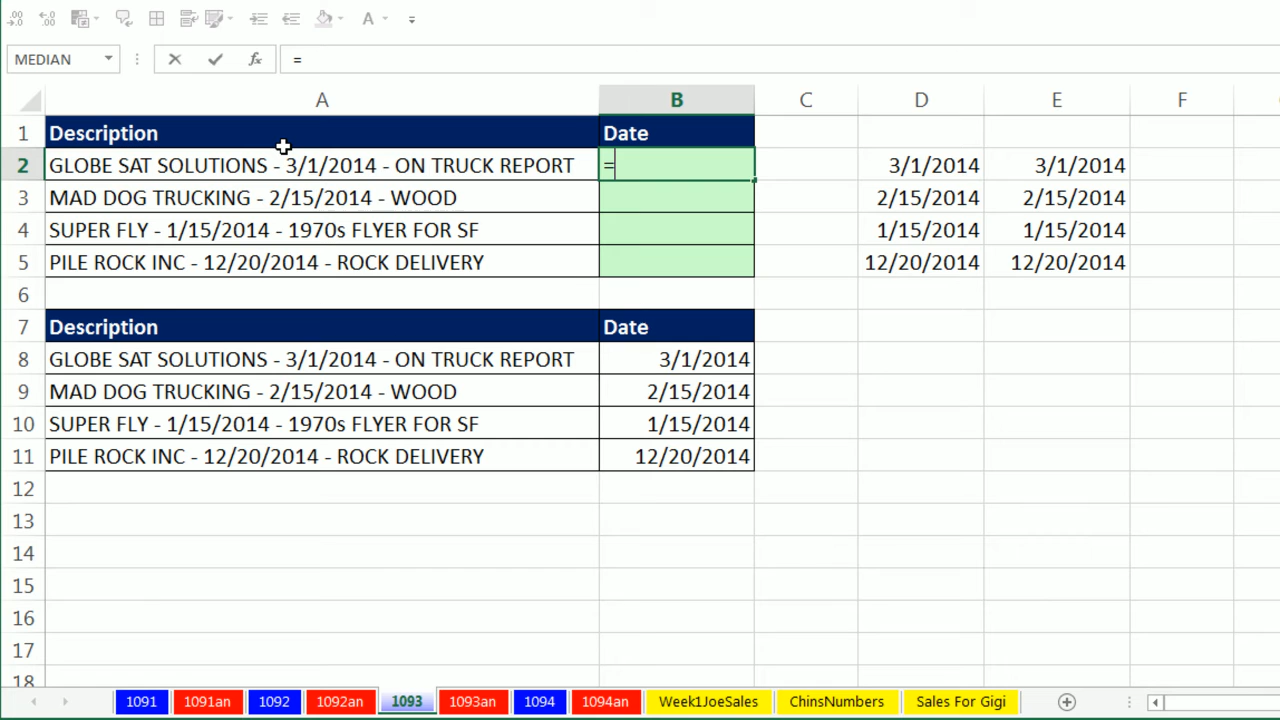 MEDIAN =
A B C D E F
1 Description Date
2 GLOBE SAT SOLUTIONS - 3/1/2014 - ON TRUCK REPORT = 3/1/2014 3/1/2014
3 MAD DOG TRUCKING - 2/15/2014 - WOOD 2/15/2014 2/15/2014
4 SUPER FLY - 1/15/2014 - 1970s FLYER FOR SF 1/15/2014 1/15/2014
5 PILE ROCK INC - 12/20/2014 - ROCK DELIVERY 12/20/2014 12/20/2014
6
7 Description Date
8 GLOBE SAT SOLUTIONS - 3/1/2014 - ON TRUCK REPORT 3/1/2014
9 MAD DOG TRUCKING - 2/15/2014 - WOOD 2/15/2014
10 SUPER FLY - 1/15/2014 - 1970s FLYER FOR SF 1/15/2014
11 PILE ROCK INC - 12/20/2014 - ROCK DELIVERY 12/20/2014
12
13
14
15
16
17
18
1091 1091an 1092 1092an 1093 1093an 1094 1094an Week1JoeSales ChinsNumbers Sales For Gigi